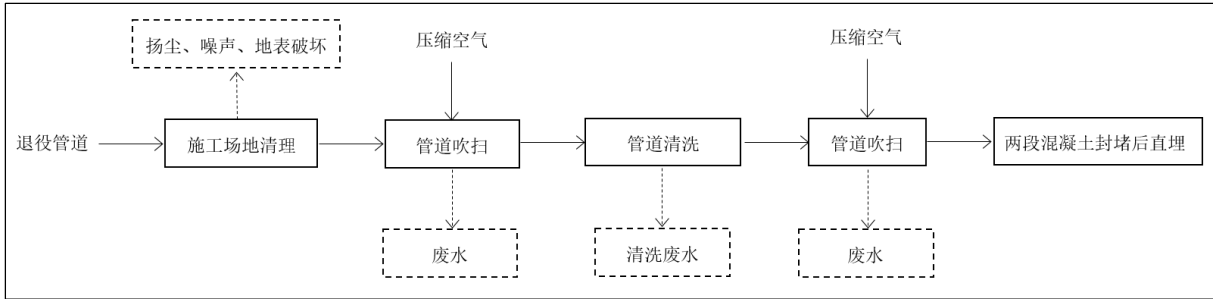 扬尘、噪声、地表破坏
压缩空气
压缩空气
退役管道
施工场地清理
管道吹扫
管道清洗
管道吹扫
两段混凝土封堵后直埋
废水
清洗废水
废水